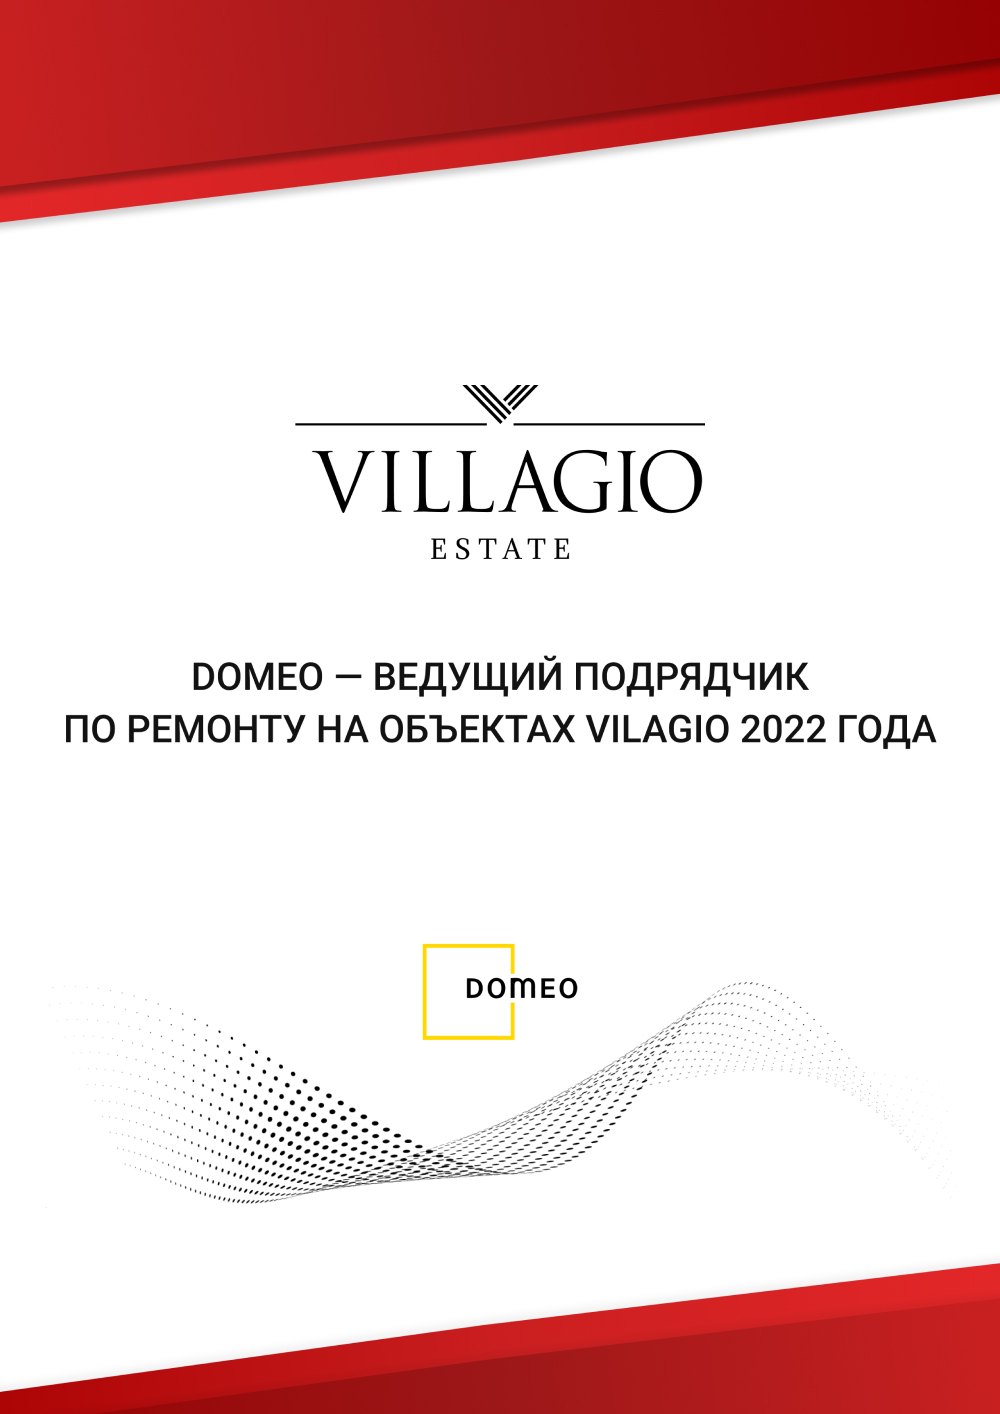 VILLAGIO
ESTATE
DOMEO — ВЕДУЩИЙ ПОДРЯДЧИК
ПО РЕМОНТУ НА ОБЪЕКТАХ VILAGIO 2022 ГОДА
DOMEO